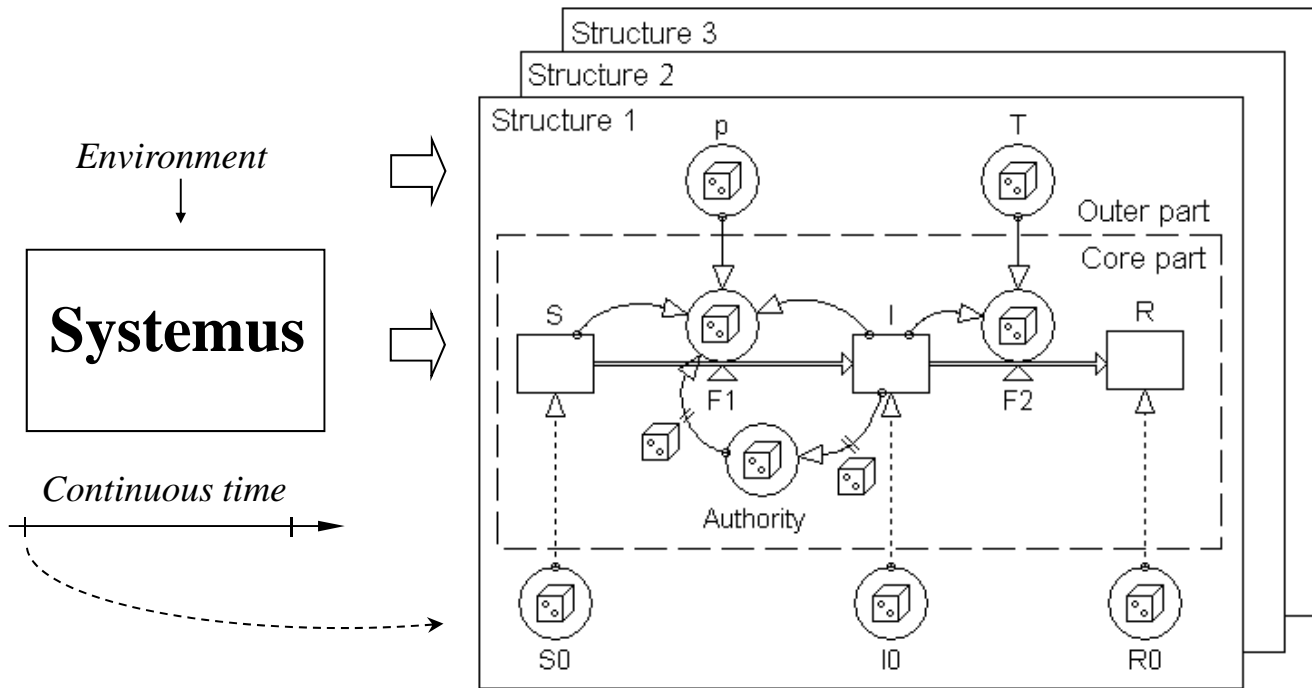 Structure 3
Structure 2
Structure 1
p
T
Environment
Outer part
Core part
Systemus
S
I
R
F1
F2
Continuous time
Authority
S0
I0
R0